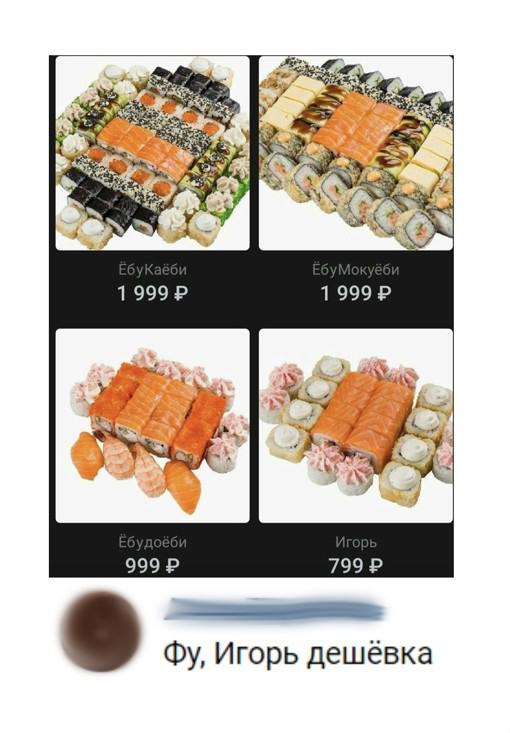 ЁбуКаёби
1 999 ₽
ЁбуМокуёби
1 999 ₽
Ёбудоёби
999 ₽
Игорь
799 ₽
Фу, Игорь дешёвка